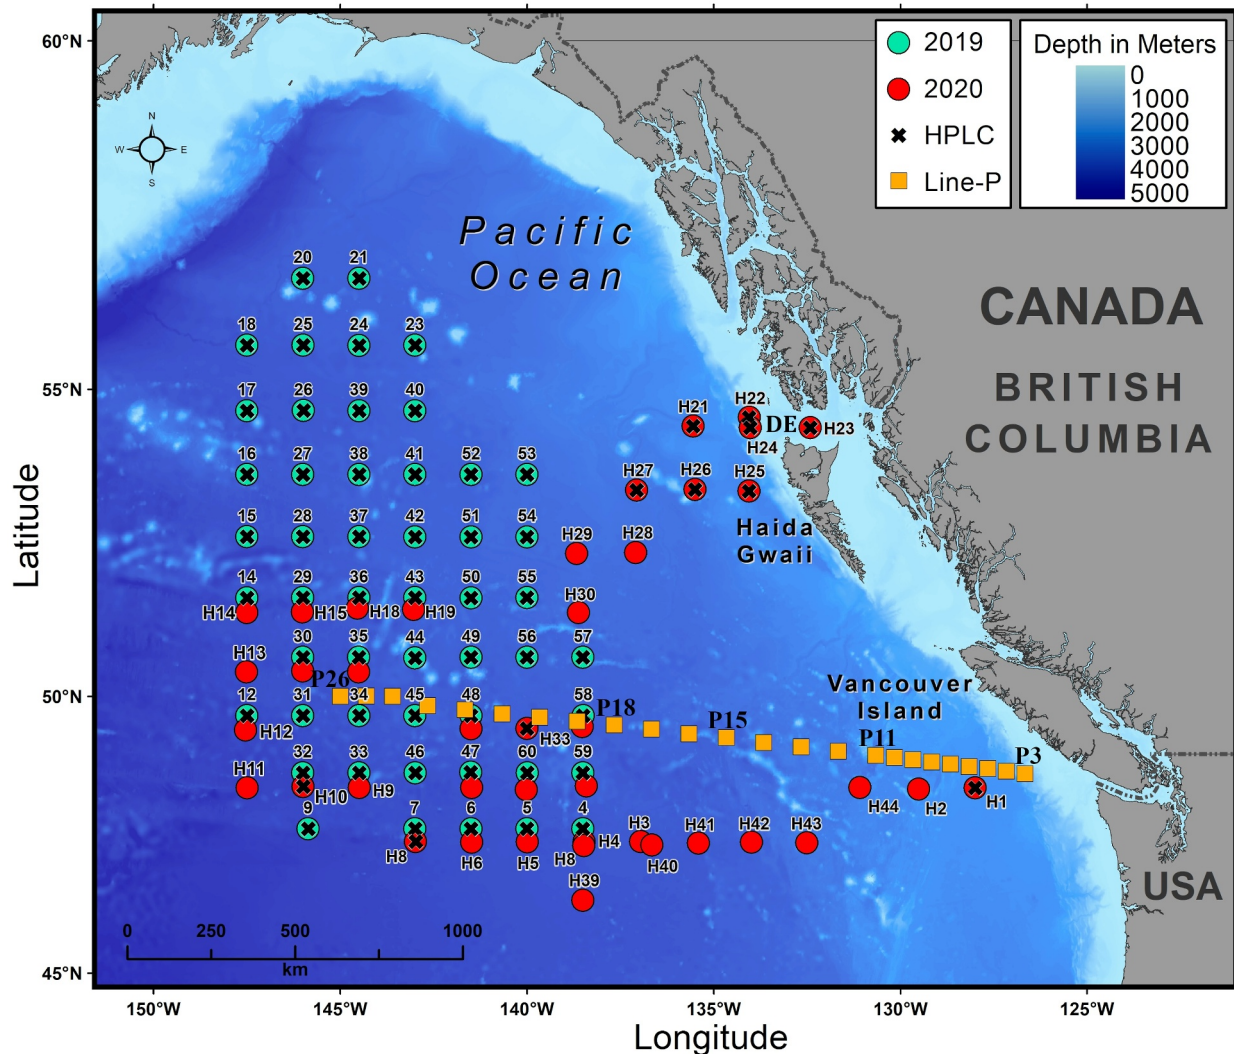 60°N
55°N
50°N
45°N
150°W
145°W
140°W
135°W
130°W
125°W
Latitude
Longitude
2019
2020
HPLC
Line-P
Depth in Meters
0
1000
2000
3000
4000
5000
N
W
E
S
Pacific
Ocean
CANADA
BRITISH
COLUMBIA
USA
Haida
Gwaii
Vancouver
Island
20
21
18
25
24
23
17
26
39
40
H21
H22
DE
H23
H24
16
27
38
41
52
53
H27
H26
H25
15
28
37
42
51
54
H29
H28
14
29
36
43
50
55
H14
H15
H18
H19
H30
30
35
44
49
56
57
H13
P26
12
31
34
45
48
58
P18
P15
P11
P3
H12
H33
32
33
46
47
60
59
H11
H10
H9
H44
H2
H1
9
7
6
5
4
H8
H6
H5
H8
H4
H3
H40
H41
H42
H43
H39
0
250
500
1000
km